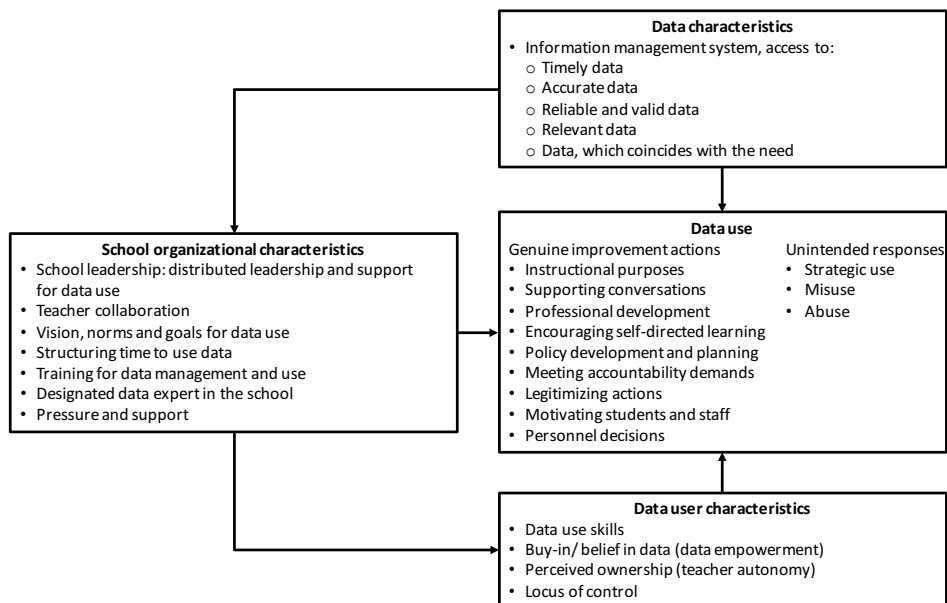 Data characteristics
• Information management system, access to:
o Timely data
o Accurate data
o Reliable and valid data
o Relevant data
o Data, which coincides with the need
School organizational characteristics
• School leadership: distributed leadership and support
for data use
• Teacher collaboration
• Vision, norms and goals for data use
• Structuring time to use data
• Training for data management and use
• Designated data expert in the school
• Pressure and support
Data use
Genuine improvement actions
• Instructional purposes
• Supporting conversations
• Professional development
• Encouraging self-directed learning
• Policy development and planning
• Meeting accountability demands
• Legitimizing actions
• Motivating students and staff
• Personnel decisions
Unintended responses
• Strategic use
• Misuse
• Abuse
Data user characteristics
• Data use skills
• Buy-in/ belief in data (data empowerment)
• Perceived ownership (teacher autonomy)
• Locus of control